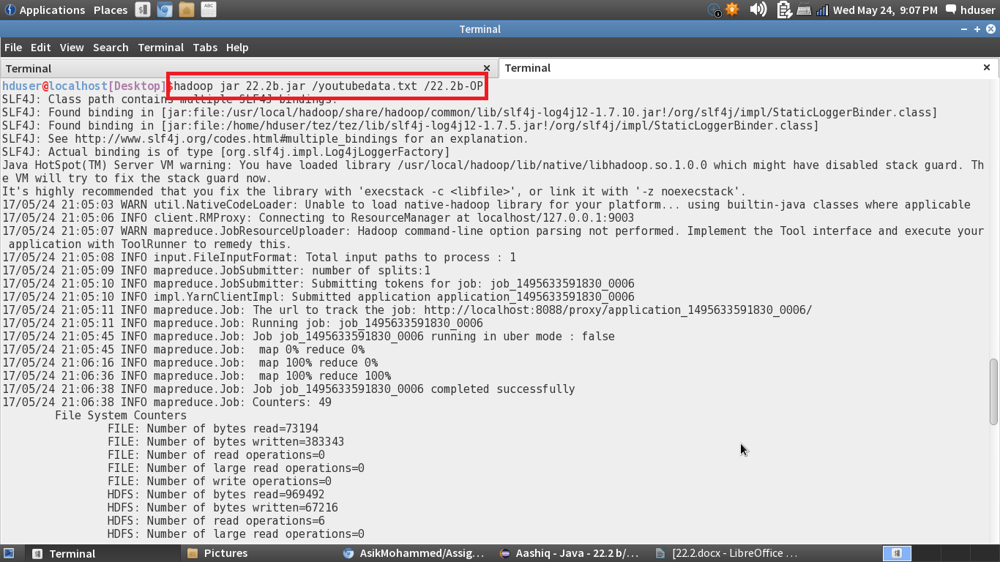 Applications Places Wed May 24, 9:07 PM hduser
Terminal
File Edit View Search Terminal Tabs Help
Terminal
Terminal
hduser@localhost[Desktop]$hadoop jar 22.2b.jar /youtubedata.txt /22.2b-OP
SLF4J: Class path contains multiple SLF4J bindings.
SLF4J: Found binding in [jar:file:/usr/local/hadoop/share/hadoop/common/lib/slf4j-log4j12-1.7.10.jar!/org/slf4j/impl/StaticLoggerBinder.class]
SLF4J: Found binding in [jar:file:/home/hduser/tez/tez/lib/slf4j-log4j12-1.7.5.jar!/org/slf4j/impl/StaticLoggerBinder.class]
SLF4J: See http://www.slf4j.org/codes.html#multiple_bindings for an explanation.
SLF4J: Actual binding is of type [org.slf4j.impl.Log4jLoggerFactory]
Java HotSpot(TM) Server VM warning: You have loaded library /usr/local/hadoop/lib/native/libhadoop.so.1.0.0 which might have disabled stack guard. Th
e VM will try to fix the stack guard now.
It's highly recommended that you fix the library with 'execstack -c <libfile>', or link it with '-z noexecstack'.
17/05/24 21:05:03 WARN util.NativeCodeLoader: Unable to load native-hadoop library for your platform... using builtin-java classes where applicable
17/05/24 21:05:06 INFO client.RMProxy: Connecting to ResourceManager at localhost/127.0.0.1:9003
17/05/24 21:05:07 WARN mapreduce.JobResourceUploader: Hadoop command-line option parsing not performed. Implement the Tool interface and execute your
 application with ToolRunner to remedy this.
17/05/24 21:05:08 INFO input.FileInputFormat: Total input paths to process : 1
17/05/24 21:05:09 INFO mapreduce.JobSubmitter: number of splits:1
17/05/24 21:05:10 INFO mapreduce.JobSubmitter: Submitting tokens for job: job_1495633591830_0006
17/05/24 21:05:10 INFO impl.YarnClientImpl: Submitted application application_1495633591830_0006
17/05/24 21:05:11 INFO mapreduce.Job: The url to track the job: http://localhost:8088/proxy/application_1495633591830_0006/
17/05/24 21:05:11 INFO mapreduce.Job: Running job: job_1495633591830_0006
17/05/24 21:05:45 INFO mapreduce.Job: Job job_1495633591830_0006 running in uber mode : false
17/05/24 21:05:45 INFO mapreduce.Job:  map 0% reduce 0%
17/05/24 21:06:16 INFO mapreduce.Job:  map 100% reduce 0%
17/05/24 21:06:36 INFO mapreduce.Job:  map 100% reduce 100%
17/05/24 21:06:38 INFO mapreduce.Job: Job job_1495633591830_0006 completed successfully
17/05/24 21:06:38 INFO mapreduce.Job: Counters: 49
File System Counters
FILE: Number of bytes read=73194
FILE: Number of bytes written=383343
FILE: Number of read operations=0
FILE: Number of large read operations=0
FILE: Number of write operations=0
HDFS: Number of bytes read=969492
HDFS: Number of bytes written=67216
HDFS: Number of read operations=6
HDFS: Number of large read operations=0
Terminal Pictures AsikMohammed/Assig... Aashiq - Java - 22.2 b/... [22.2.docx - LibreOffice ...